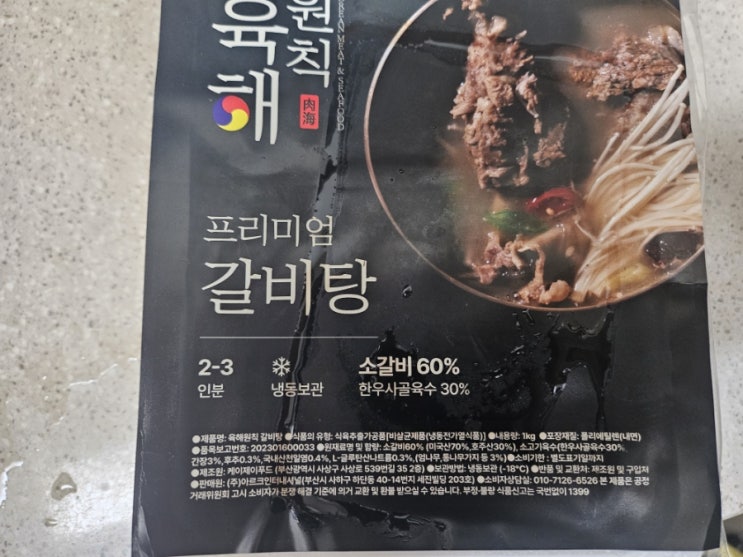 육해
원칙
KOREAN MEAT & SEAFOOD
肉海
프리미엄
갈비탕
2-3
인분
냉동보관
소갈비 60%
한우사골육수 30%
●제품명: 육해원칙 갈비탕 ●식품의 유형: 식육추출가공품[비살균제품(냉동전가열식품)] ●내용량: 1kg ●포장재질: 폴리에틸렌(내면)
●품목보고번호: 202301600033 ●원재료명 및 함량: 소갈비60%(미국산70%, 호주산30%), 소고기육수(한우사골육수30%
간장3%,후추0.3%,국내산천일염0.4%, L-글루탄산나트륨0.3%, (엄나무,통나무가지 등 3%) ●소비기한 : 별도표기일까지
●제조원: 케이제이푸드 (부산광역시 사상구 사상로 539번길 35 2층) ●보관방법: 냉동보관 (-18°C) ●반품 및 교환처: 제조원 및 구입처
●판매원: (주)아르크인터내셔널(부산시 사하구 하단동 40-14번지 세진빌딩 203호) ●소비자상담실: 010-7126-6526 본 제품은 공정
거래위원회 고시 소비자가 분쟁 해결 기준에 의거 교환 및 환불 받으실 수 있습니다. 부정·불량 식품신고는 국번없이 1399